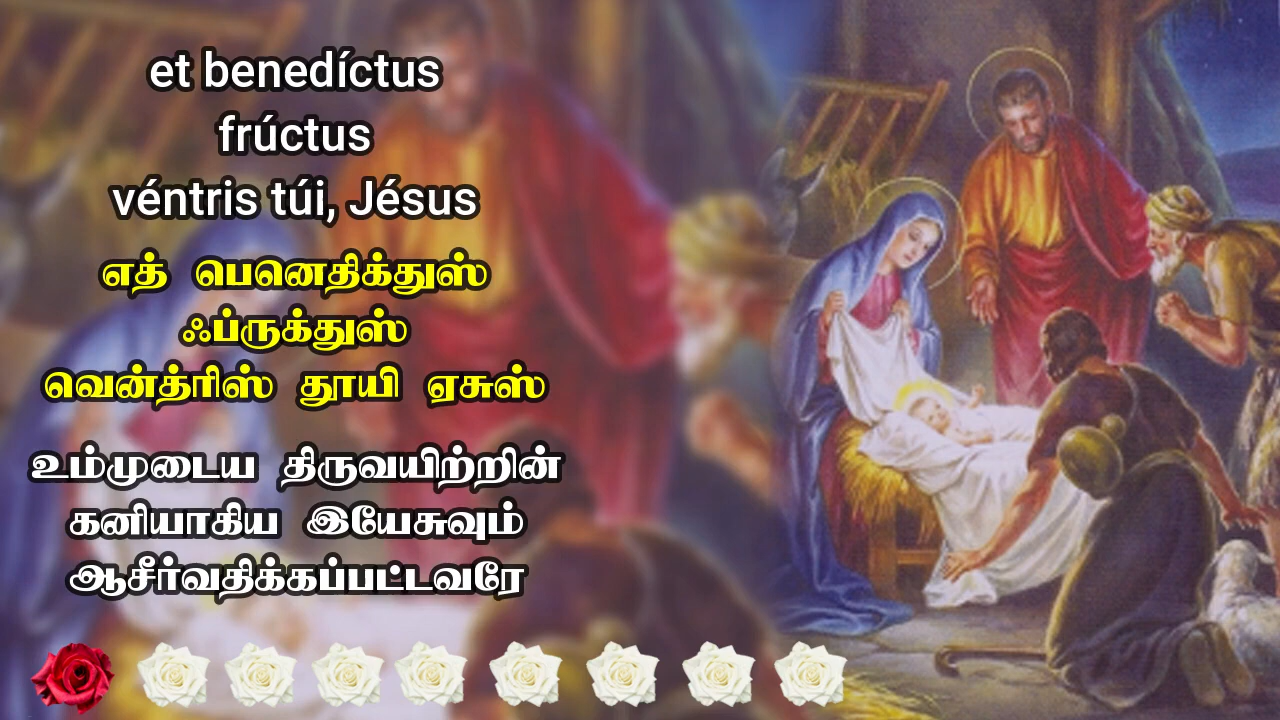 et benedíctus
frúctus
véntris túi, Jésus
எத் பெனெதிக்துஸ்
ஃப்ருக்துஸ்
வென்த்ரிஸ் தூயி ஏசுஸ்
உம்முடைய திருவயிற்றின்
கனியாகிய இயேசுவும்
ஆசீர்வதிக்கப்பட்டவரே